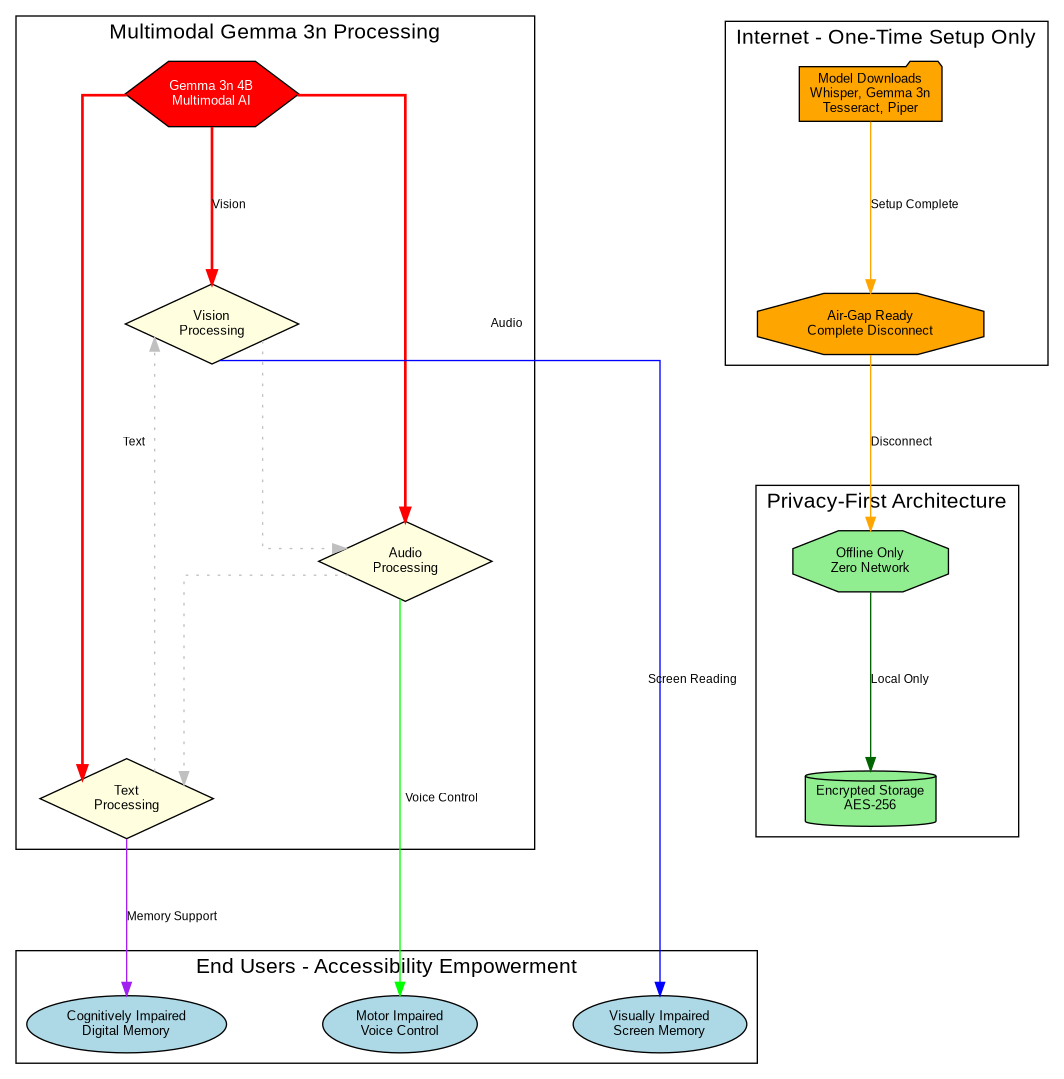 Multimodal Gemma 3n Processing
Gemma 3n 4B
Multimodal AI
Vision
Vision
Processing
Audio
Text
Audio
Processing
Text
Processing
Voice Control
Screen Reading
Memory Support
Internet - One-Time Setup Only
Model Downloads
Whisper, Gemma 3n
Tesseract, Piper
Setup Complete
Air-Gap Ready
Complete Disconnect
Disconnect
Privacy-First Architecture
Offline Only
Zero Network
Local Only
Encrypted Storage
AES-256
End Users - Accessibility Empowerment
Cognitively Impaired
Digital Memory
Motor Impaired
Voice Control
Visually Impaired
Screen Memory